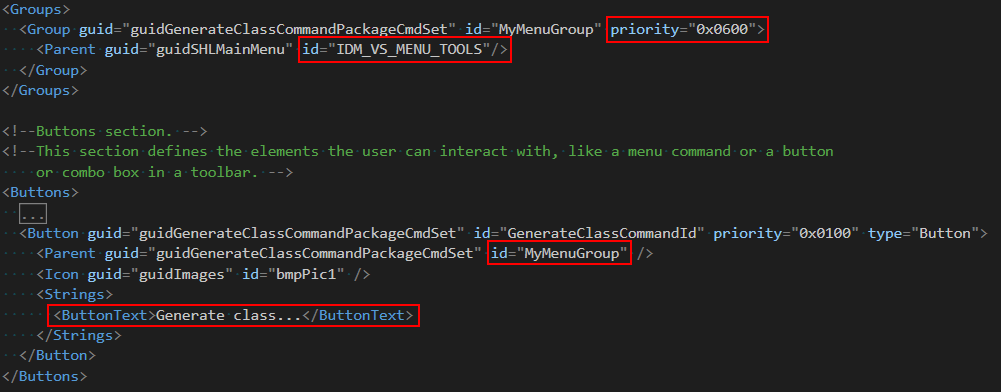 <Groups>
<Group guid="guidGenerateClassCommandPackageCmdSet" id="MyMenuGroup" priority="0x0600">
<Parent guid="guidSHLMainMenu" id="IDM_VS_MENU_TOOLS"/>
</Group>
</Groups>
<!--Buttons section. -->
<!--This section defines the elements the user can interact with, like a menu command or a button
or combo box in a toolbar. -->
<Buttons>
...
<Button guid="guidGenerateClassCommandPackageCmdSet" id="GenerateClassCommandId" priority="0x0100" type="Button">
<Parent guid="guidGenerateClassCommandPackageCmdSet" id="MyMenuGroup" />
<Icon guid="guidImages" id="bmpPic1" />
<Strings>
<ButtonText>Generate class...</ButtonText>
</Strings>
</Button>
</Buttons>